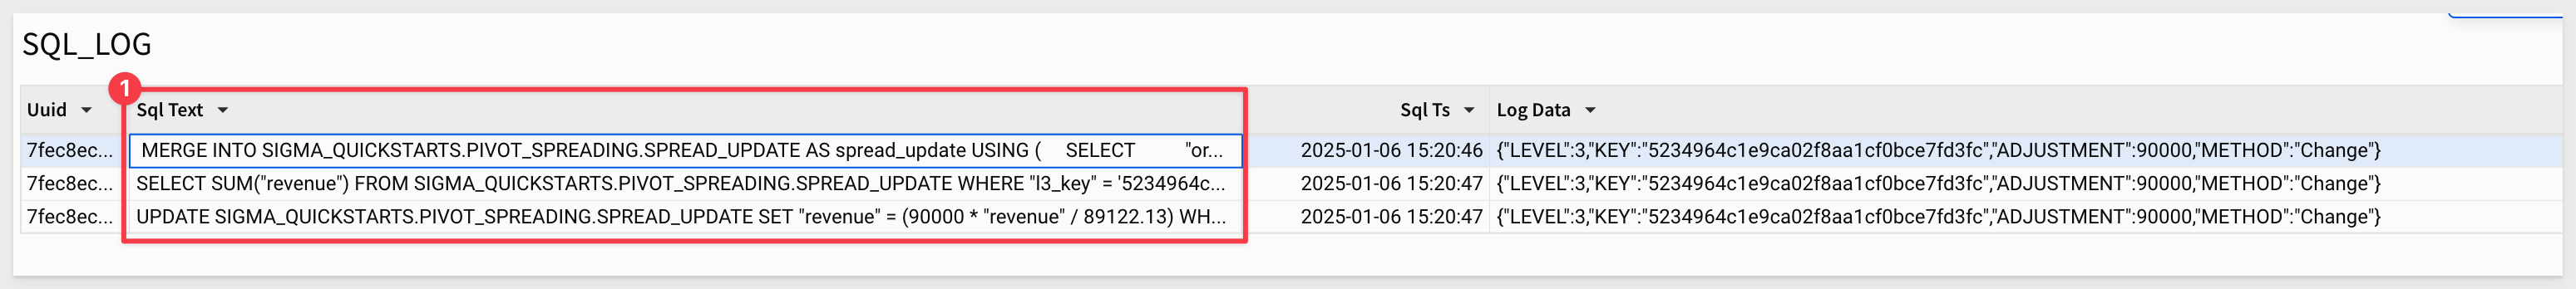 SQL_LOG
1
Uuid Sql Text Sql Ts Log Data
7fec8ec... MERGE INTO SIGMA_QUICKSTARTS.PIVOT_SPREADING.SPREAD_UPDATE AS spread_update USING ( SELECT "or... 2025-01-06 15:20:46 {"LEVEL":3,"KEY":"5234964c1e9ca02f8aa1cf0bce7fd3fc","ADJUSTMENT":90000,"METHOD":"Change"}
7fec8ec... SELECT SUM("revenue") FROM SIGMA_QUICKSTARTS.PIVOT_SPREADING.SPREAD_UPDATE WHERE "l3_key" = '5234964c... 2025-01-06 15:20:47 {"LEVEL":3,"KEY":"5234964c1e9ca02f8aa1cf0bce7fd3fc","ADJUSTMENT":90000,"METHOD":"Change"}
7fec8ec... UPDATE SIGMA_QUICKSTARTS.PIVOT_SPREADING.SPREAD_UPDATE SET "revenue" = (90000 * "revenue" / 89122.13) WH... 2025-01-06 15:20:47 {"LEVEL":3,"KEY":"5234964c1e9ca02f8aa1cf0bce7fd3fc","ADJUSTMENT":90000,"METHOD":"Change"}